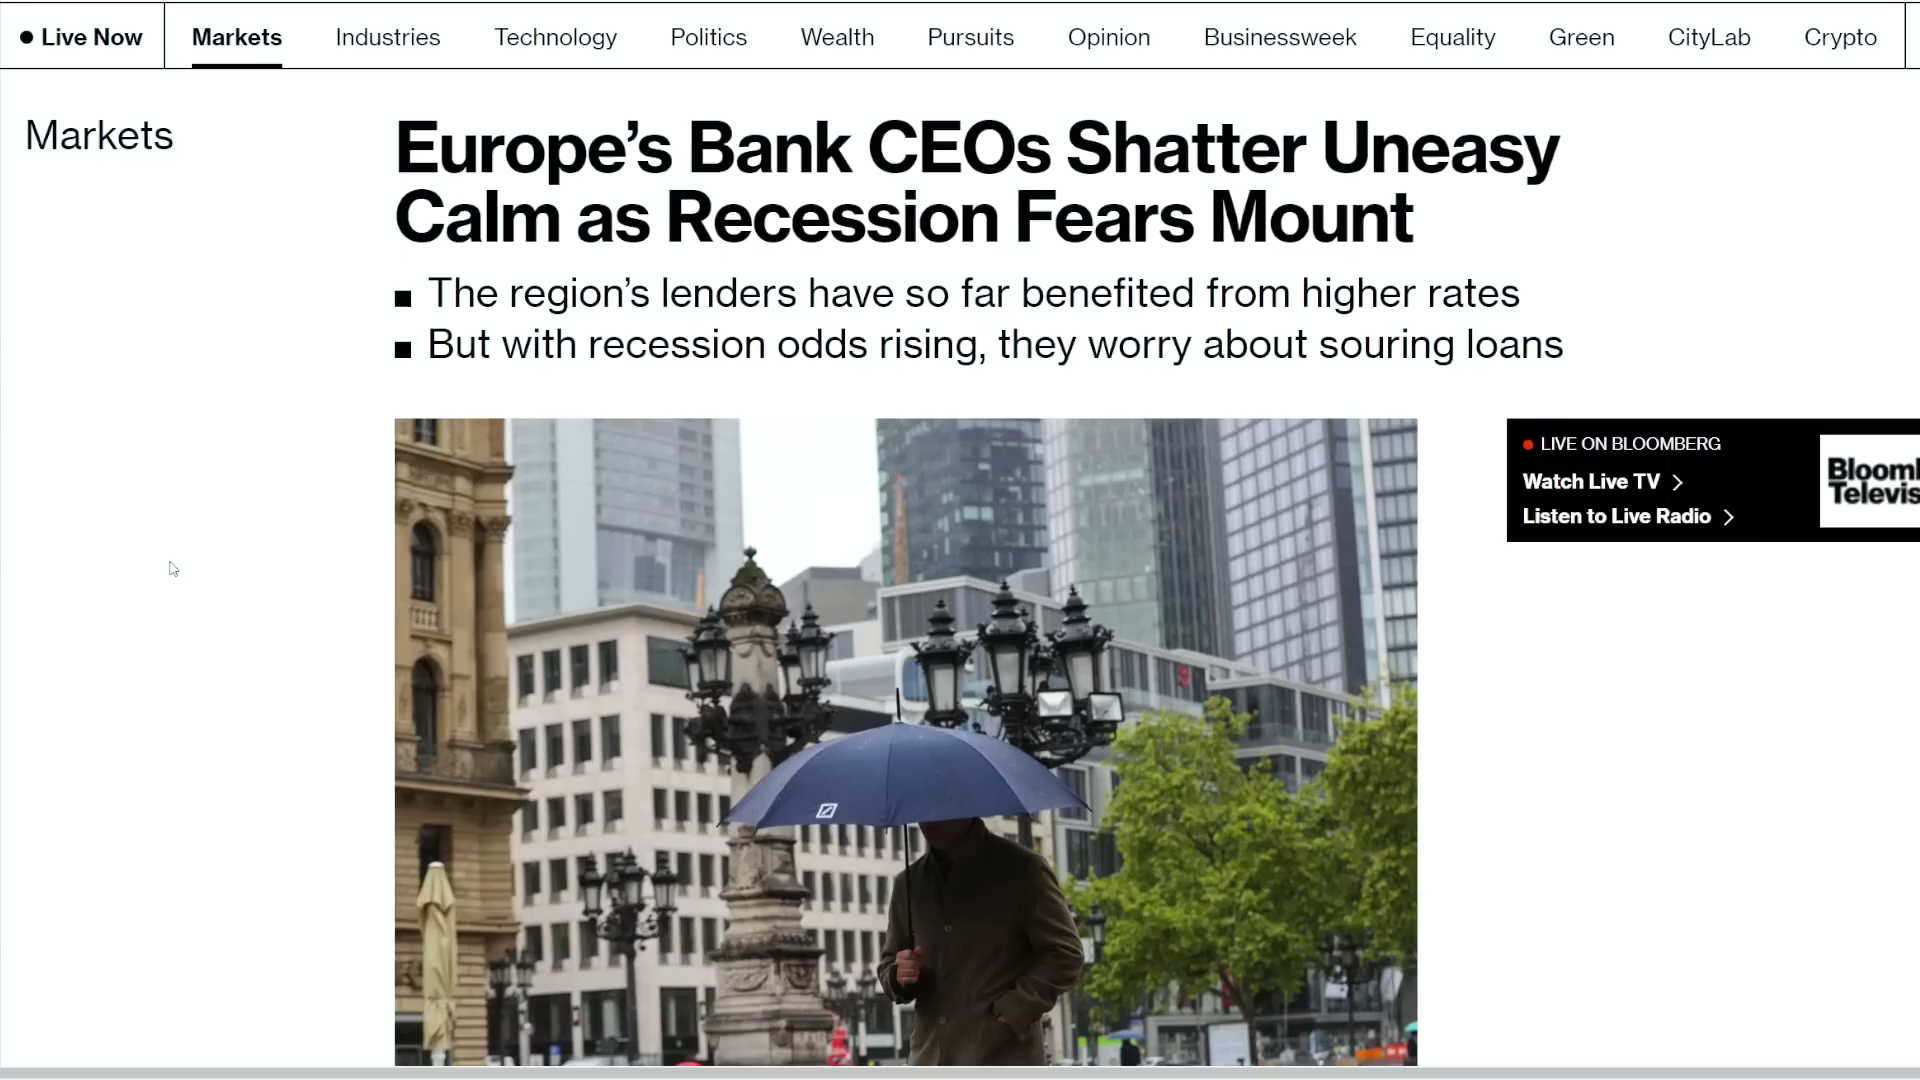 Live Now
Markets
Industries
Technology
Politics
Wealth
Pursuits
Opinion
Businessweek
Equality
Green
CityLab
Crypto
Markets
Europe’s Bank CEOs Shatter Uneasy
Calm as Recession Fears Mount
The region’s lenders have so far benefited from higher rates
But with recession odds rising, they worry about souring loans
LIVE ON BLOOMBERG
Watch Live TV
Listen to Live Radio